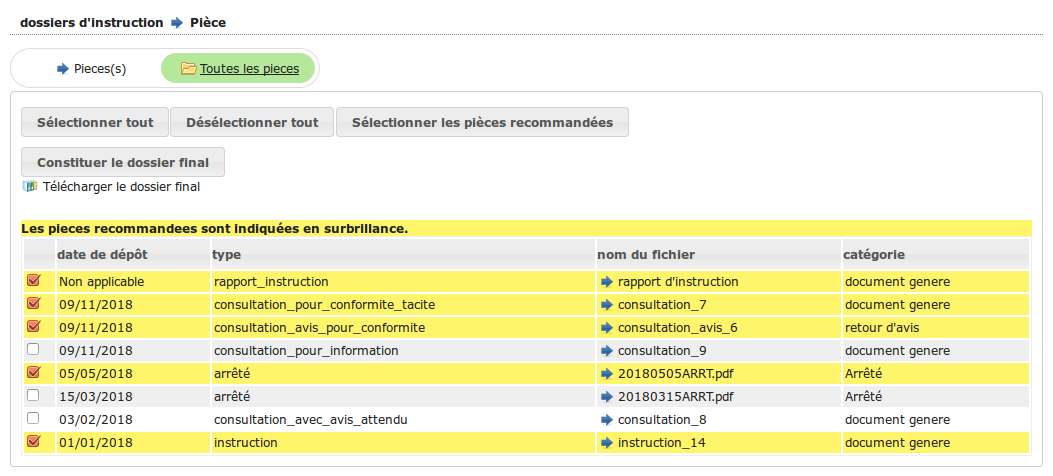 dossiers d'instruction Pièce
Pieces(s) Toutes les pieces
Sélectionner tout Désélectionner tout Sélectionner les pièces recommandées
Constituer le dossier final
Télécharger le dossier final
Les pieces recommandees sont indiquées en surbrillance.
date de dépôt type nom du fichier catégorie
Non applicable rapport_instruction rapport d'instruction document genere
09/11/2018 consultation_pour_conformite_tacite consultation_7 document genere
09/11/2018 consultation_avis_pour_conformite consultation_avis_6 retour d'avis
09/11/2018 consultation_pour_information consultation_9 document genere
05/05/2018 arrêté 20180505ARRT.pdf Arrêté
15/03/2018 arrêté 20180315ARRT.pdf Arrêté
03/02/2018 consultation_avec_avis_attendu consultation_8 document genere
01/01/2018 instruction instruction_14 document genere